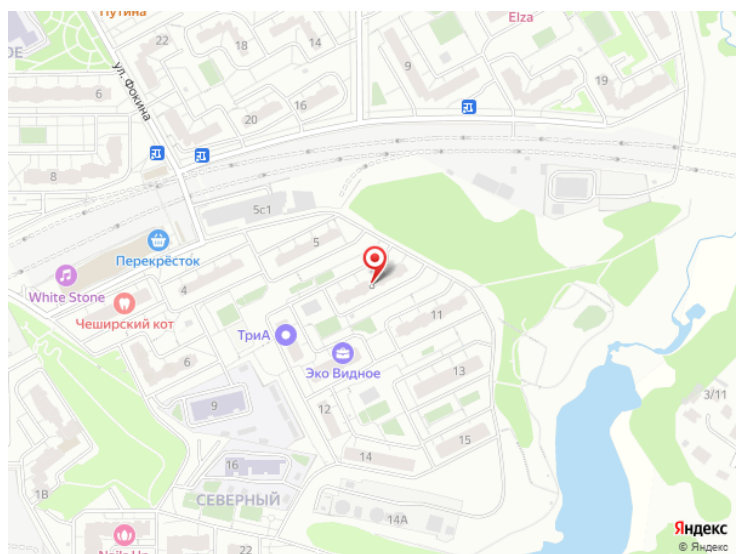 Путина
Elza
22
18
14
9
19
ОЕ
6
ул. Фокина
20
16
8
5с1
5
Перекрёсток
White Stone
4
Чеширский кот
ТриА
11
Эко Видное
6
13
9
12
3/11
15
14
16
1В
СЕВЕРНЫЙ
14А
22
Яндекс
© Яндекс